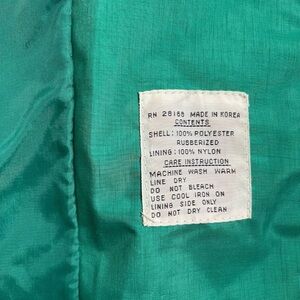 RN 28165 MADE IN KOREA
CONTENTS
SHELL: 100% POLYESTER
RUBBERIZED
LINING: 100% NYLON
CARE INSTRUCTION
MACHINE WASH WARM
LINE DRY
DO NOT BLEACH
USE COOL IRON ON
LINING SIDE ONLY
DO NOT DRY CLEAN